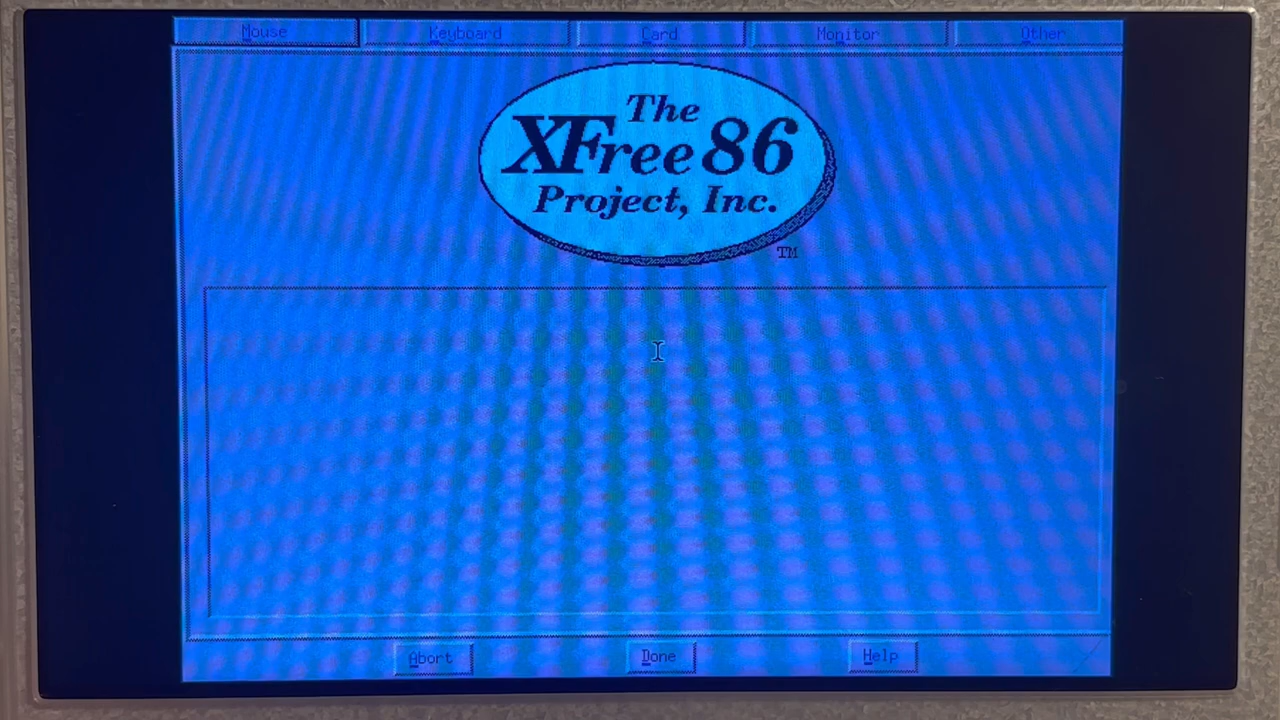 Mouse Keyboard Card Monitor Other
The
XFree86
Project, Inc.
TM
Abort Done Help